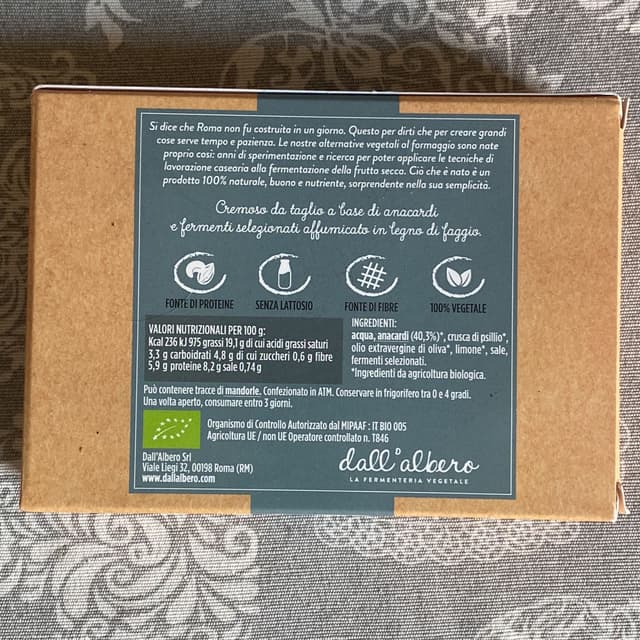 Si dice che Roma non fu costruita in un giorno. Questo per dirti che per creare grandi
cose serve tempo e pazienza. Le nostre alternative vegetali al formaggio sono nate
proprio così: anni di sperimentazione e ricerca per poter applicare le tecniche di
lavorazione casearia alla fermentazione della frutta secca. Ciò che è nato è un
prodotto 100% naturale, buono e nutriente, sorprendente nella sua semplicità.
Cremoso da taglio a base di anacardi
e fermenti selezionati affumicato in legno di faggio.
FONTE DI PROTEINE
SENZA LATTOSIO
FONTE DI FIBRE
100% VEGETALE
VALORI NUTRIZIONALI PER 100 g:
Kcal 236 kJ 975 grassi 19,1 g di cui acidi grassi saturi
3,3 g carboidrati 4,8 g di cui zuccheri 0,6 g fibre
5,9 g proteine 8,2 g sale 0,74 g
INGREDIENTI:
acqua, anacardi (40,3%)*, crusca di psillio*,
olio extravergine di oliva*, limone*, sale,
fermenti selezionati.
*Ingredienti da agricoltura biologica.
Può contenere tracce di mandorle. Confezionato in ATM. Conservare in frigorifero tra 0 e 4 gradi.
Una volta aperto, consumare entro 3 giorni.
Organismo di Controllo Autorizzato dal MIPAAF : IT BIO 005
Agricoltura UE / non UE Operatore controllato n. T846
Dall'Albero Srl
Viale Liegi 32, 00198 Roma (RM)
www.dallalbero.com
dall'albero
LA FERMENTERIA VEGETALE